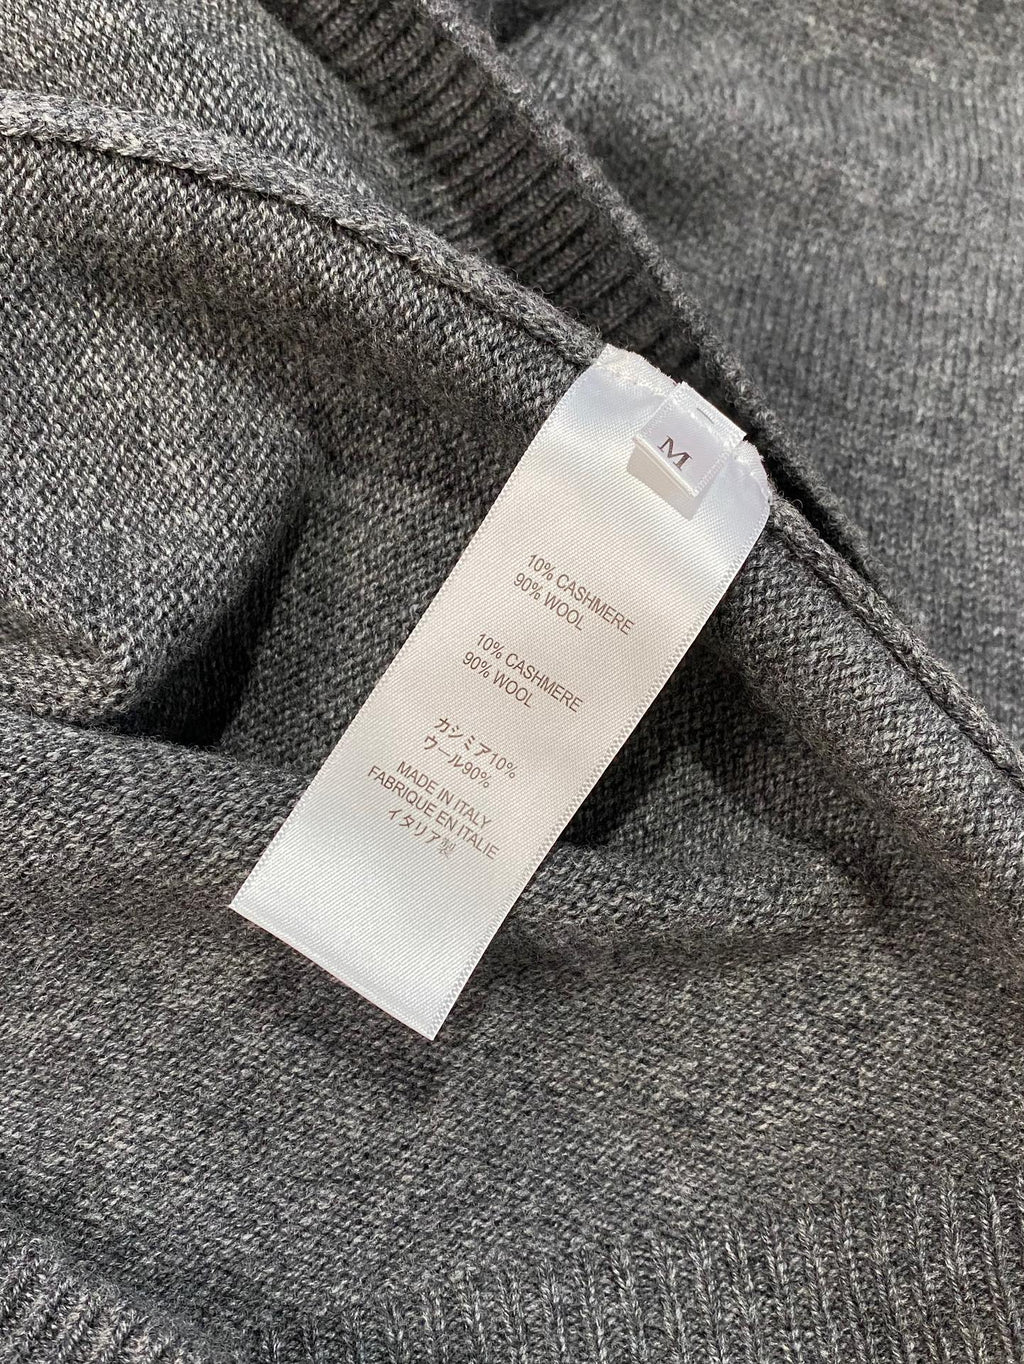 M
10% CASHMERE
90% WOOL
10% CASHMERE
90% WOOL
カシミア10%
ウール90%
MADE IN ITALY
FABRIQUE EN ITALIE
イタリア製